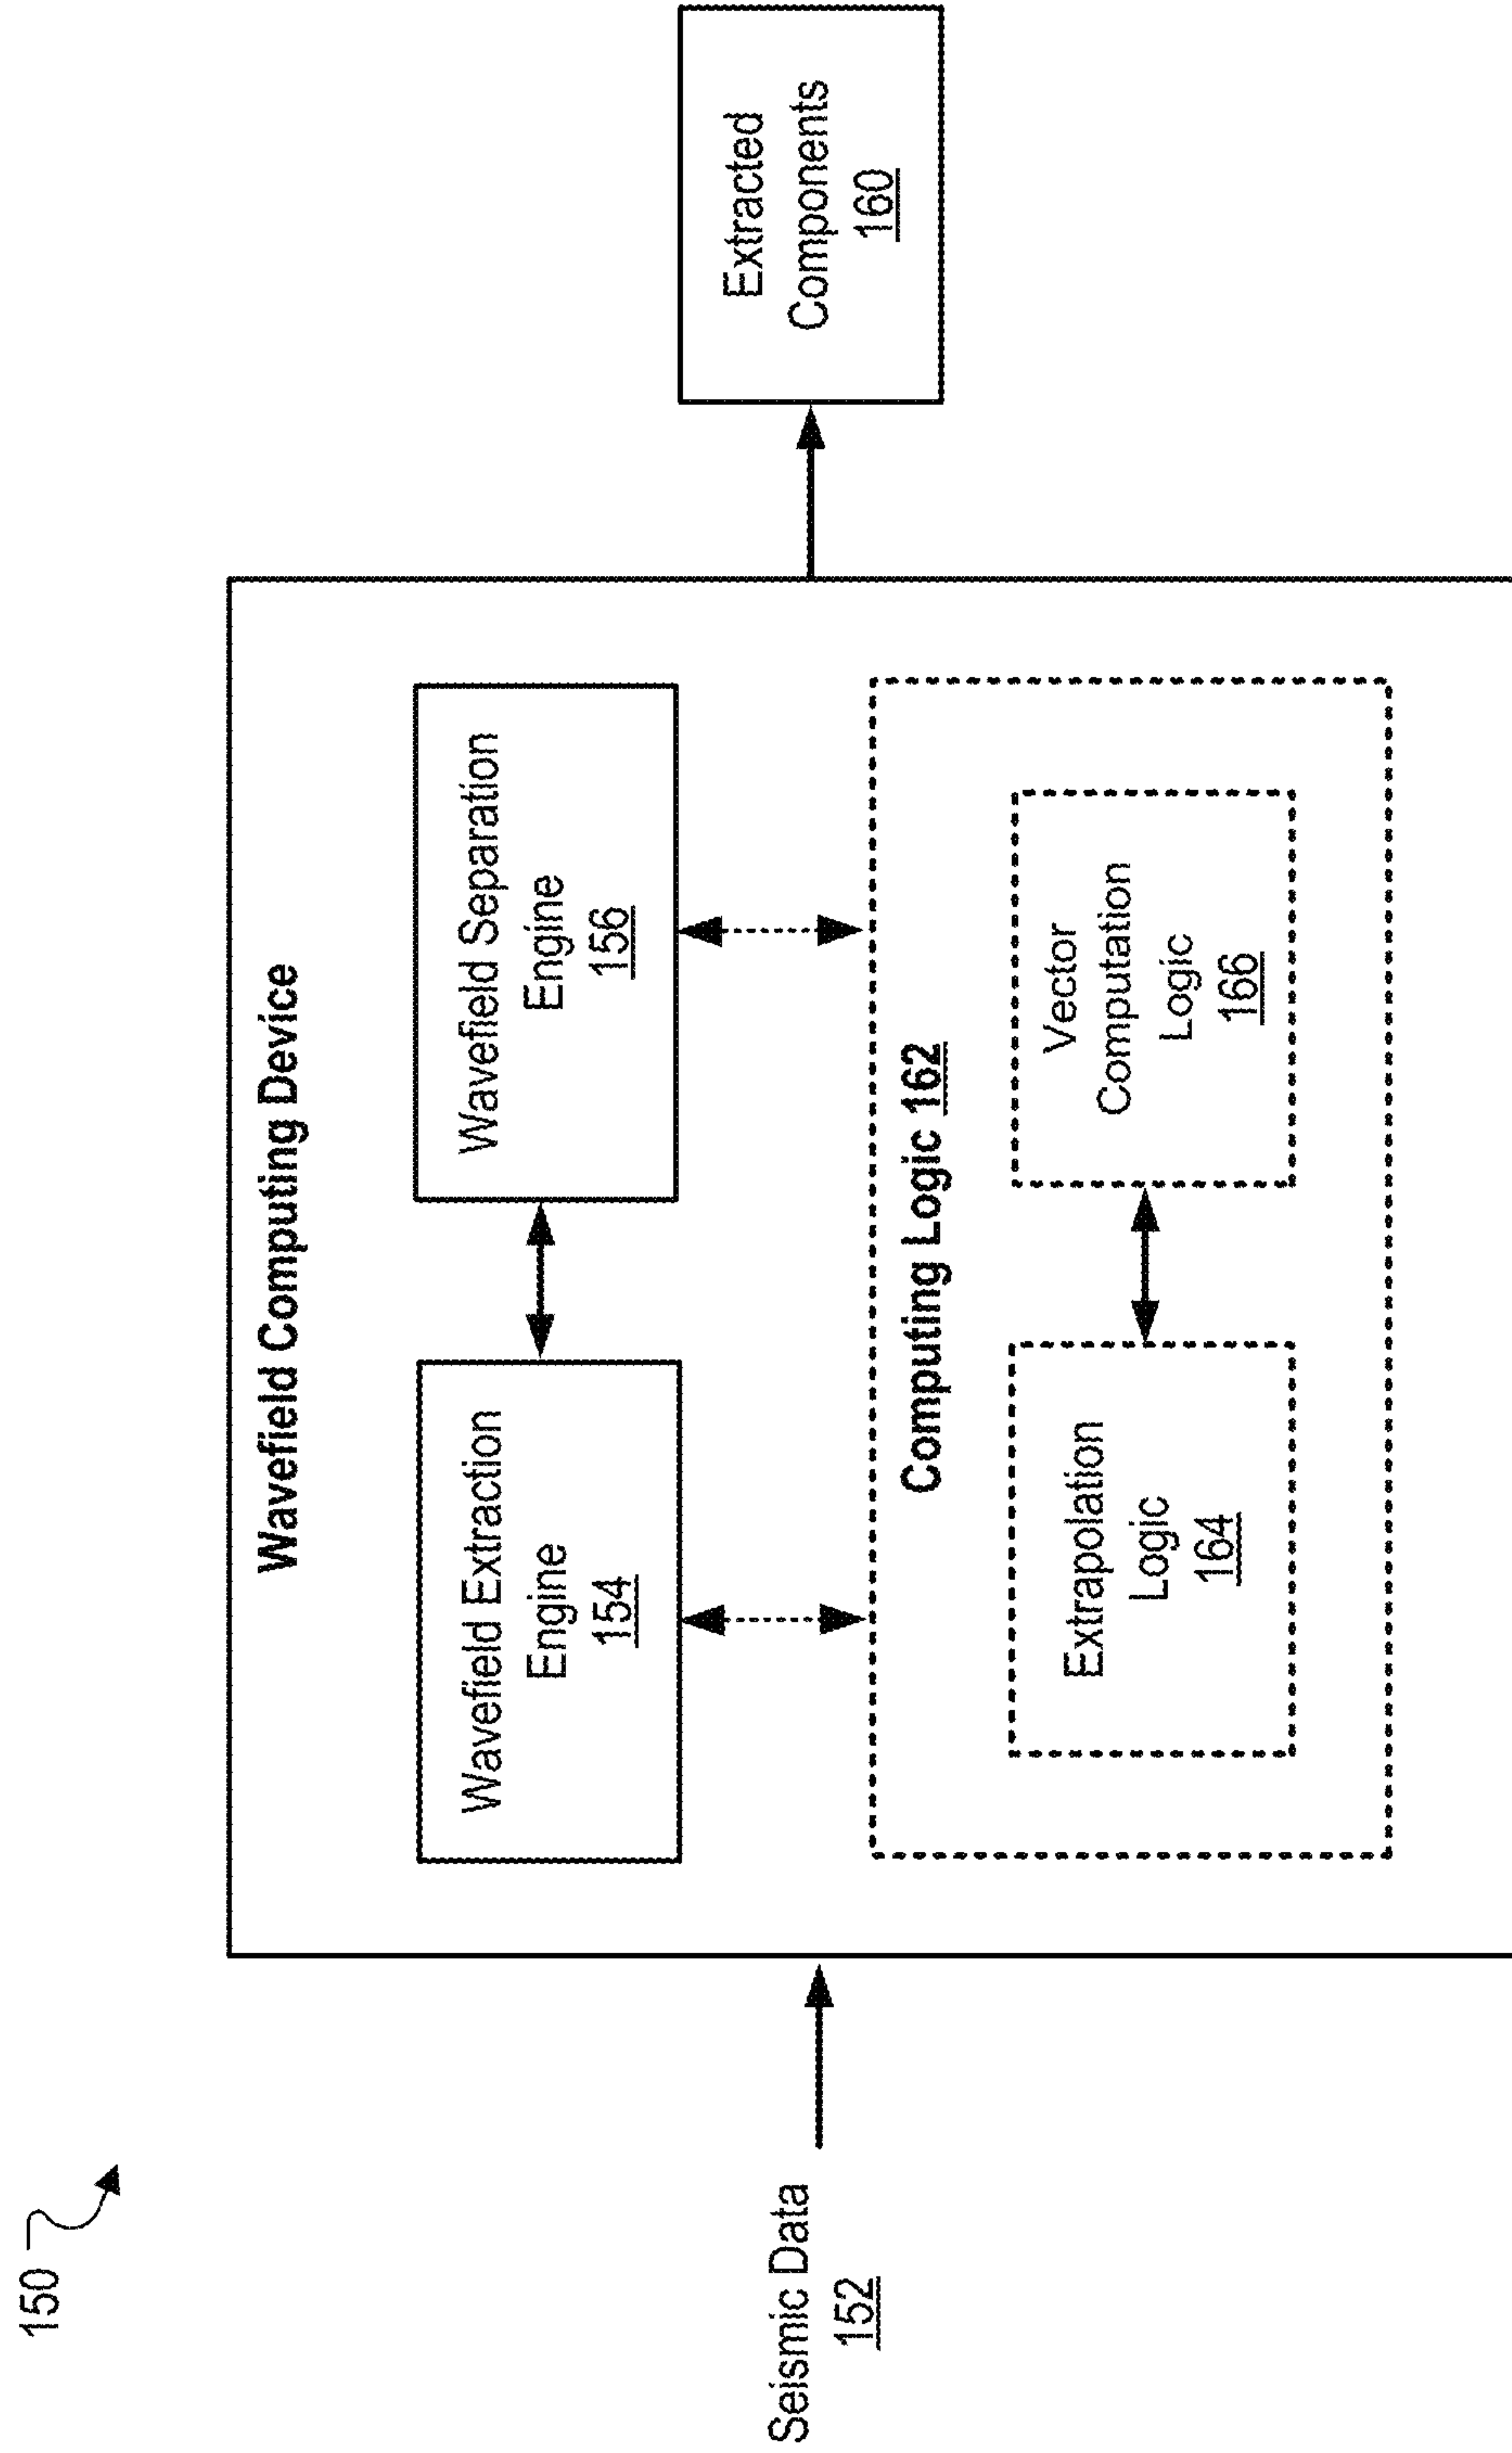 150
Seismic Data
152
Wavefield Computing Device
Wavefield Extraction
Engine
154
Wavefield Separation
Engine
156
Computing Logic 162
Extrapolation
Logic
164
Vector
Computation
Logic
166
Extracted
Components
160